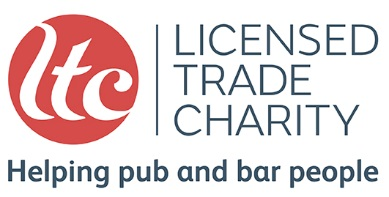 ltc
LICENSED
TRADE
CHARITY
Helping pub and bar people